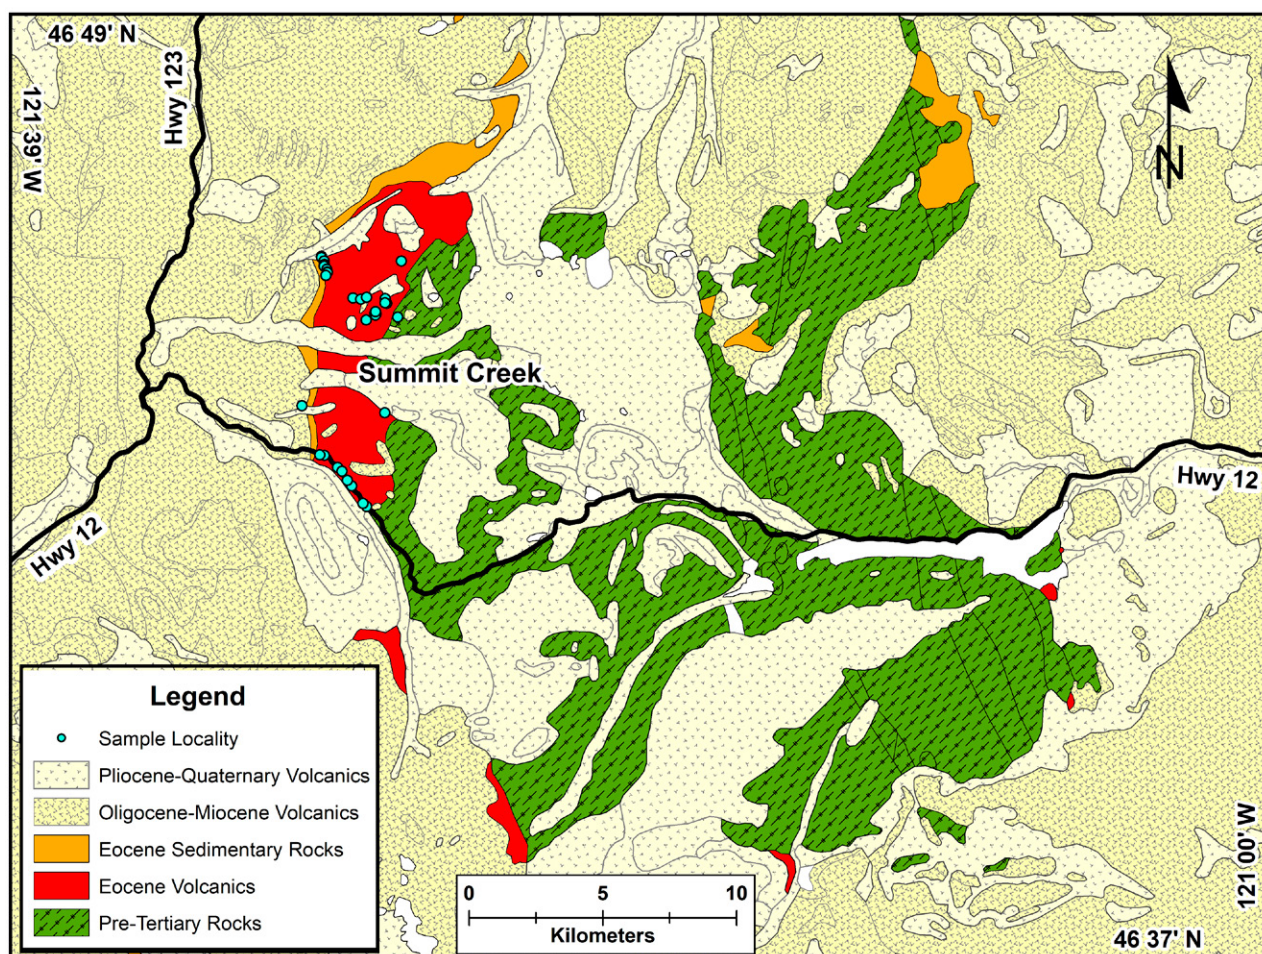 46 49' N
Hwy 123
121 39' W
N
Summit Creek
Hwy 12
Hwy 12
Legend
Sample Locality
Pliocene-Quaternary Volcanics
Oligocene-Miocene Volcanics
Eocene Sedimentary Rocks
Eocene Volcanics
Pre-Tertiary Rocks
0 5 10
Kilometers
121 00' W
46 37' N